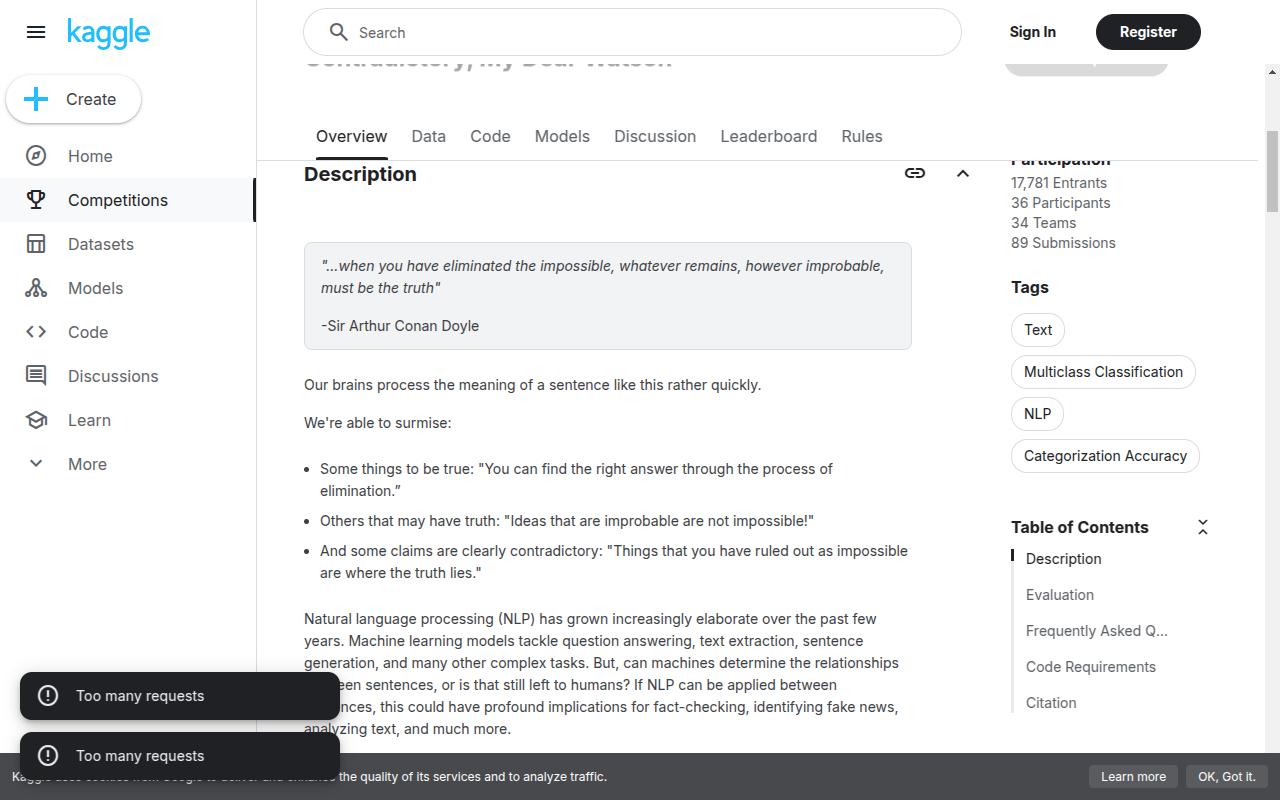 kaggle
Search
Sign In
Register
Contradictory, My Dear Watson
Create
Home
Competitions
Datasets
Models
Code
Discussions
Learn
More
Overview
Data
Code
Models
Discussion
Leaderboard
Rules
Description
"...when you have eliminated the impossible, whatever remains, however improbable,
must be the truth"
-Sir Arthur Conan Doyle
Our brains process the meaning of a sentence like this rather quickly.
We're able to surmise:
Some things to be true: "You can find the right answer through the process of
elimination.”
Others that may have truth: "Ideas that are improbable are not impossible!"
And some claims are clearly contradictory: "Things that you have ruled out as impossible
are where the truth lies."
Natural language processing (NLP) has grown increasingly elaborate over the past few
years. Machine learning models tackle question answering, text extraction, sentence
generation, and many other complex tasks. But, can machines determine the relationships
een sentences, or is that still left to humans? If NLP can be applied between
nces, this could have profound implications for fact-checking, identifying fake news,
analyzing text, and much more.
Participation
17,781 Entrants
36 Participants
34 Teams
89 Submissions
Tags
Text
Multiclass Classification
NLP
Categorization Accuracy
Table of Contents
Description
Evaluation
Frequently Asked Q...
Code Requirements
Citation
Too many requests
Too many requests
the quality of its services and to analyze traffic.
Learn more
OK, Got it.